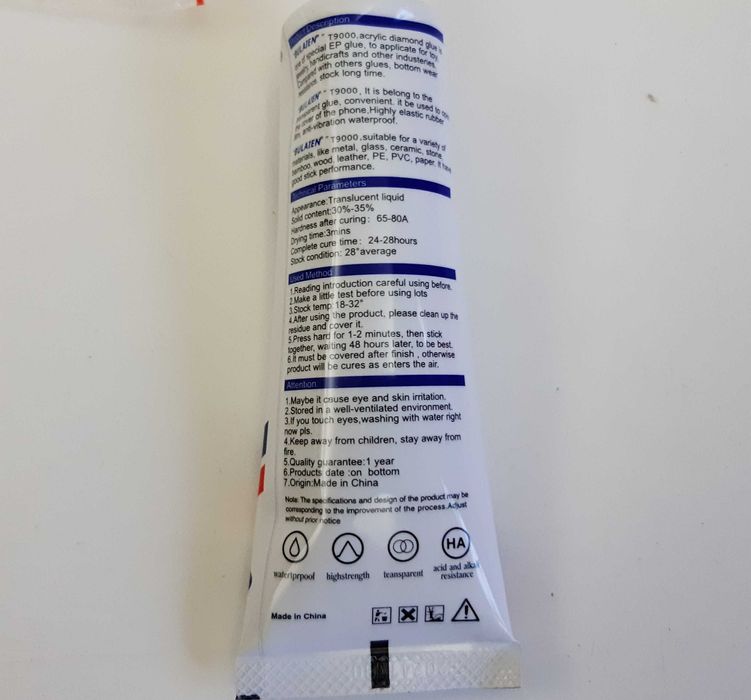 Description
"BULAIEN" T9000,acrylic diamond glue is
of special EP glue, to applicate for toy,
handicrafts and other industeries.
Compared with others glues, bottom wear
stock long time.
"BULAIEN" T9000, It is belong to the
glue, convenient. it be used to
the cover of the phone,Highly elastic rubber
anti-vibration waterproof.
"BULAIEN" T9000,suitable for a variety of
materials, like metal, glass, ceramic, stone,
bamboo, wood, leather, PE, PVC, paper, It have
good stick performance.
Technical Parameters
Appearance:Translucent liquid
Solid content:30%-35%
Hardness after curing: 65-80A
Drying time:3mins
Complete cure time: 24-28hours
Stock condition: 28°average
Used Method
1.Reading introduction careful using before.
2.Make a little test before using lots
3.Stock temp:18-32°
4.After using the product, please clean up the
residue and cover it.
5.Press hard for 1-2 minutes, then stick
together, waiting 48 hours later, to be best.
6.It must be covered after finish , otherwise
product will be cures as enters the air.
Attention
1.Maybe it cause eye and skin irritation.
2.Stored in a well-ventilated environment.
3.If you touch eyes,washing with water right
now pls.
4.Keep away from children, stay away from
fire.
5.Quality guarantee:1 year
6.Products date :on bottom
7.Origin:Made in China
Note: The specifications and design of the product may be
corresponding to the improvement of the process.Adjust
without prior notice
HA
watertprpoof highstrength transparent acid and alkali
resistance
Made in China